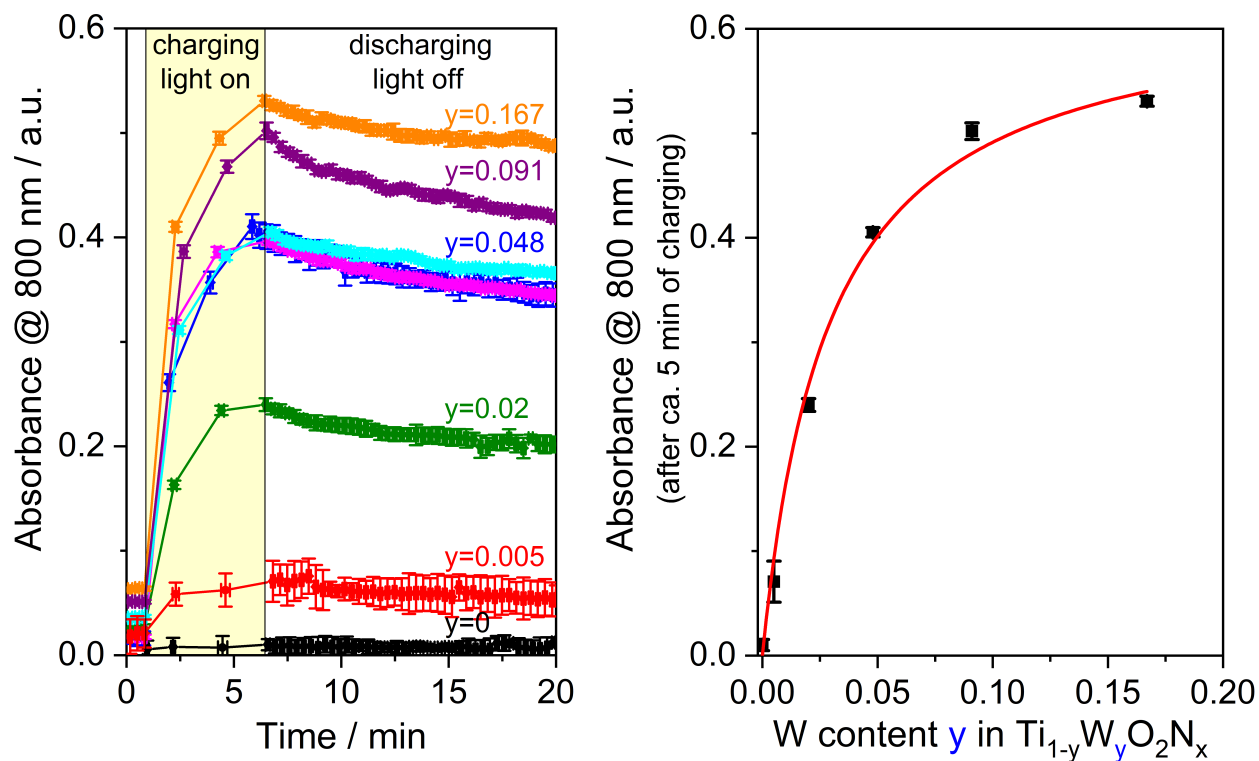 0.6
0.4
0.2
0.0
Absorbance @ 800 nm / a.u.
charging
light on
discharging
light off
y=0.167
y=0.091
y=0.048
y=0.02
y=0.005
y=0
0 5 10 15 20
Time / min
0.6
0.4
0.2
0.0
Absorbance @ 800 nm / a.u.
(after ca. 5 min of charging)
0.00 0.05 0.10 0.15 0.20
W content y in Ti₁₋yWyO₂Nₓ